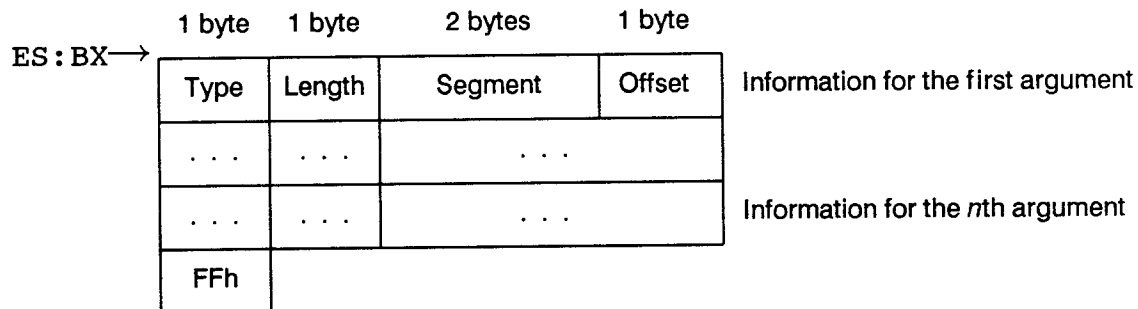 1 byte 1 byte 2 bytes 1 byte
ES:BX→
Type Length Segment Offset Information for the first argument
. . . . . . . . .
. . . . . . . . . Information for the nth argument
FFh